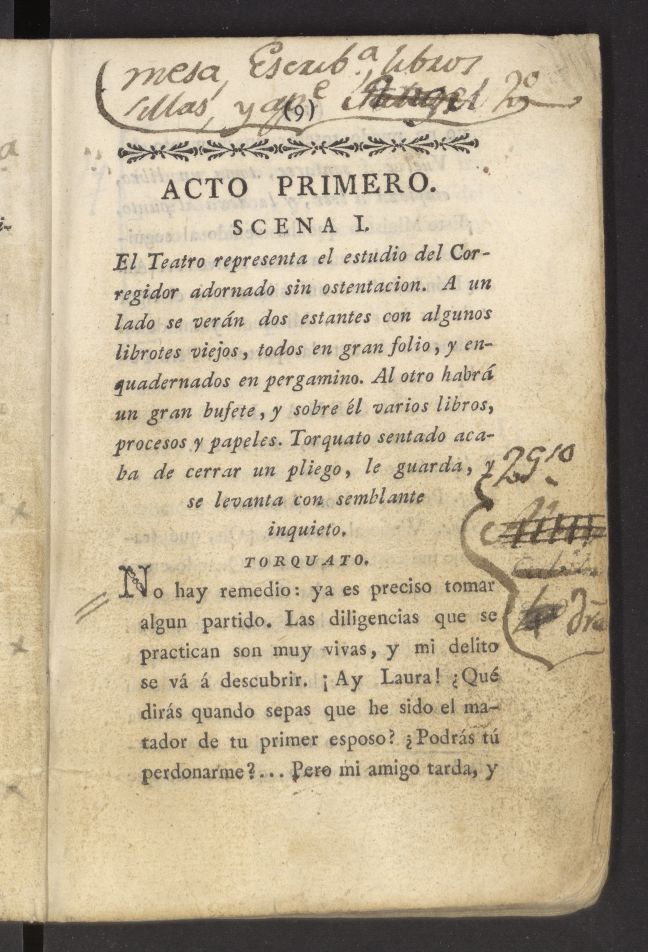 mesa, Escrib.ª, libros
sillas, y ap.e
(9)
ACTO PRIMERO.
SCENA I.
El Teatro representa el estudio del Cor-
regidor adornado sin ostentacion. A un
lado se verán dos estantes con algunos
librotes viejos, todos en gran folio, y en-
quadernados en pergamino. Al otro habrá
un gran bufete, y sobre él varios libros,
procesos y papeles. Torquato sentado aca-
ba de cerrar un pliego, le guarda, y
se levanta con semblante
inquieto.
TORQUATO.
No hay remedio: ya es preciso tomar
algun partido. Las diligencias que se
practican son muy vivas, y mi delito
se vá á descubrir. ¡Ay Laura! ¿Qué
dirás quando sepas que he sido el ma-
tador de tu primer esposo? ¿Podrás tú
perdonarme?... Pero mi amigo tarda, y